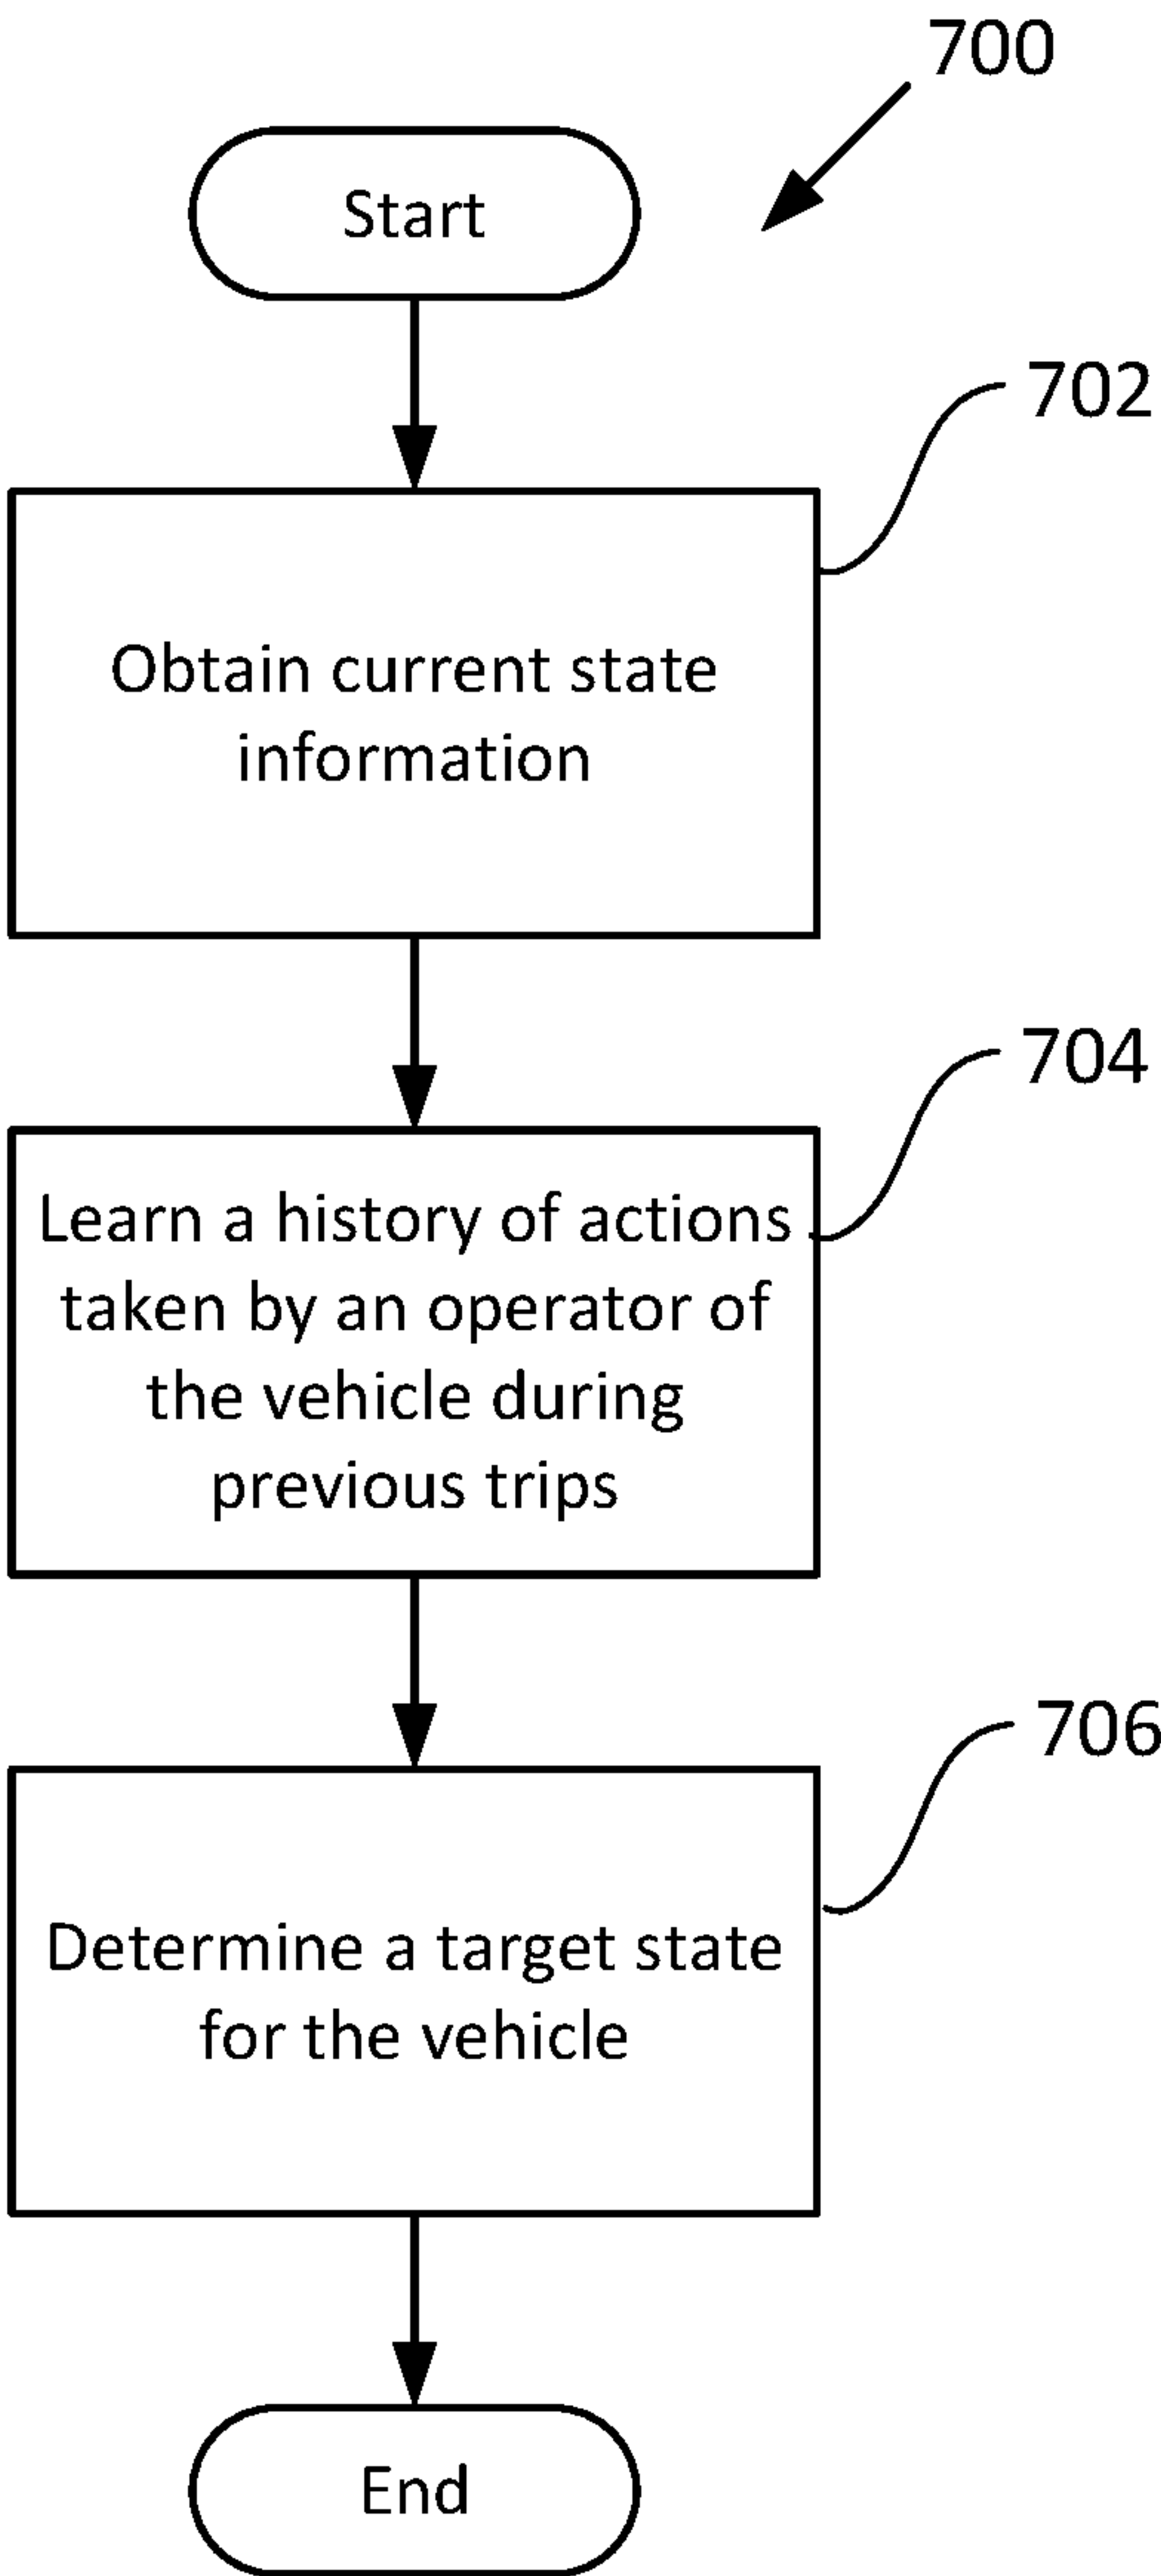 700
Start
702
Obtain current state
information
704
Learn a history of actions
taken by an operator of
the vehicle during
previous trips
706
Determine a target state
for the vehicle
End